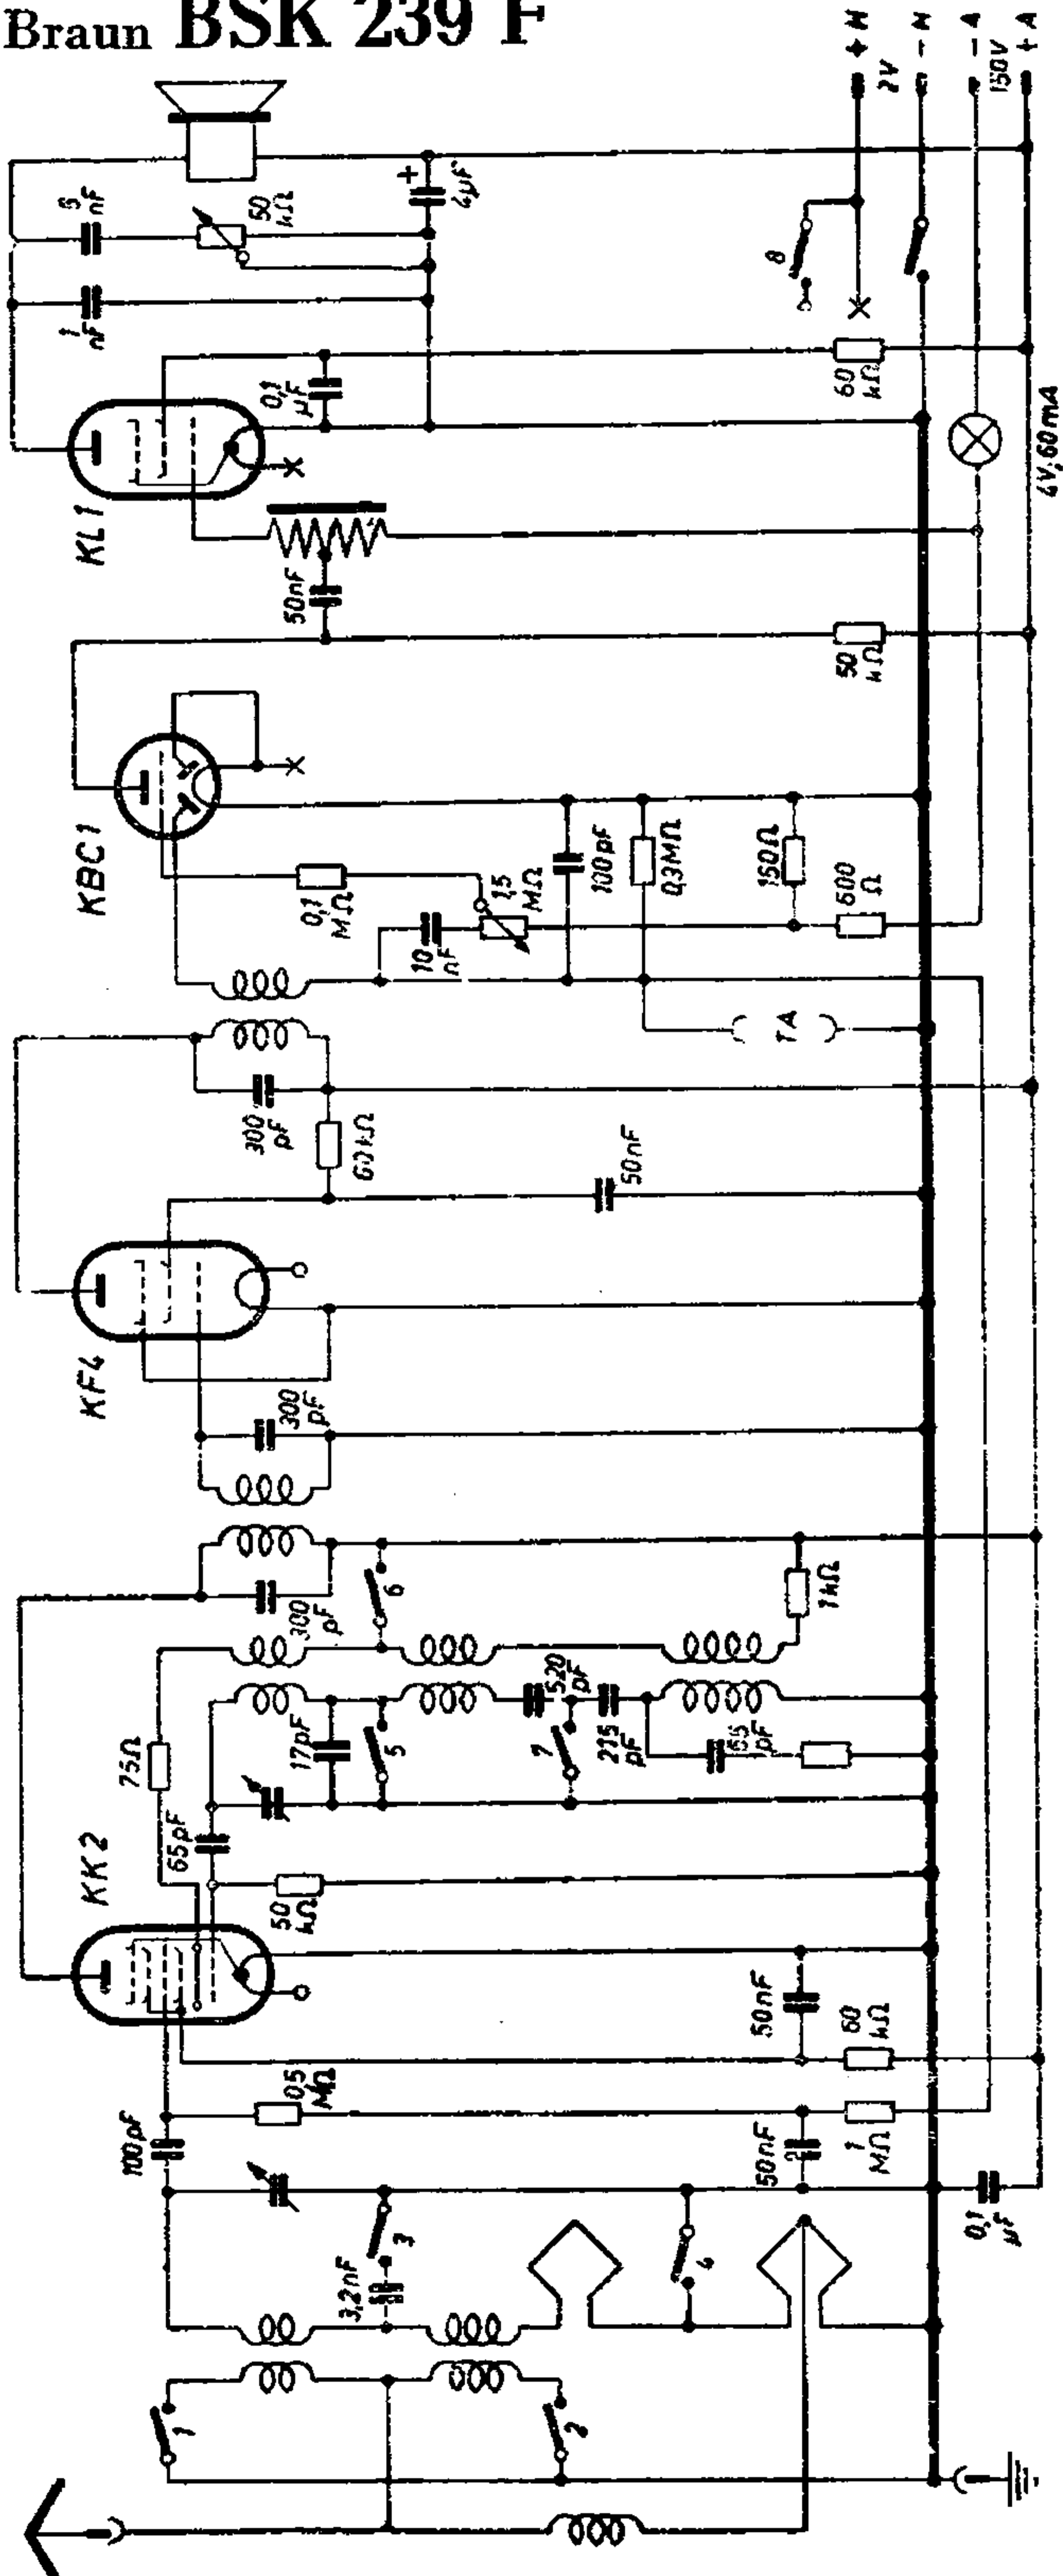 Braun BSK 239 F
+ H
2V
- H
- A
150V
+ A
5 nF
50 kΩ
+
4µF
1 nF
8
0,1 µF
60 kΩ
4V, 60mA
KL1
50nF
50 kΩ
KBC1
0,1 MΩ
10 nF
1,5 MΩ
100pF
0,3MΩ
150Ω
600 Ω
TA
300 pF
60kΩ
50nF
KF4
300 pF
300 pF
6
1kΩ
75Ω
17pF
5
520 pF
7
275 pF
65pF
KK2
50 kΩ
50nF
60 kΩ
0,5 MΩ
100pF
50nF
1 MΩ
3
3,2nF
4
0,1 µF
1
2